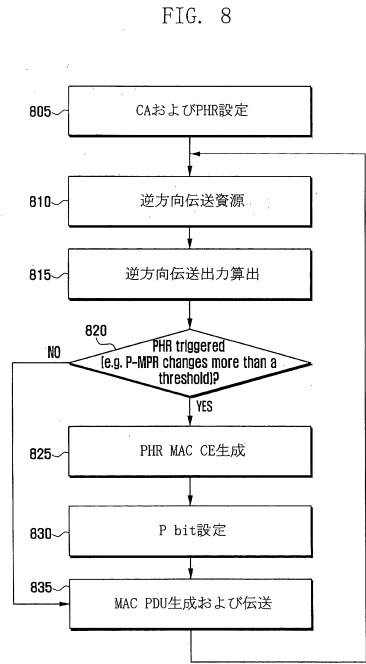 FIG. 8
805
CAおよびPHR設定
810
逆方向伝送資源
815
逆方向伝送出力算出
820
PHR triggered
(e.g. P-MPR changes more than a
threshold)?
NO
YES
825
PHR MAC CE生成
830
P bit設定
835
MAC PDU生成および伝送